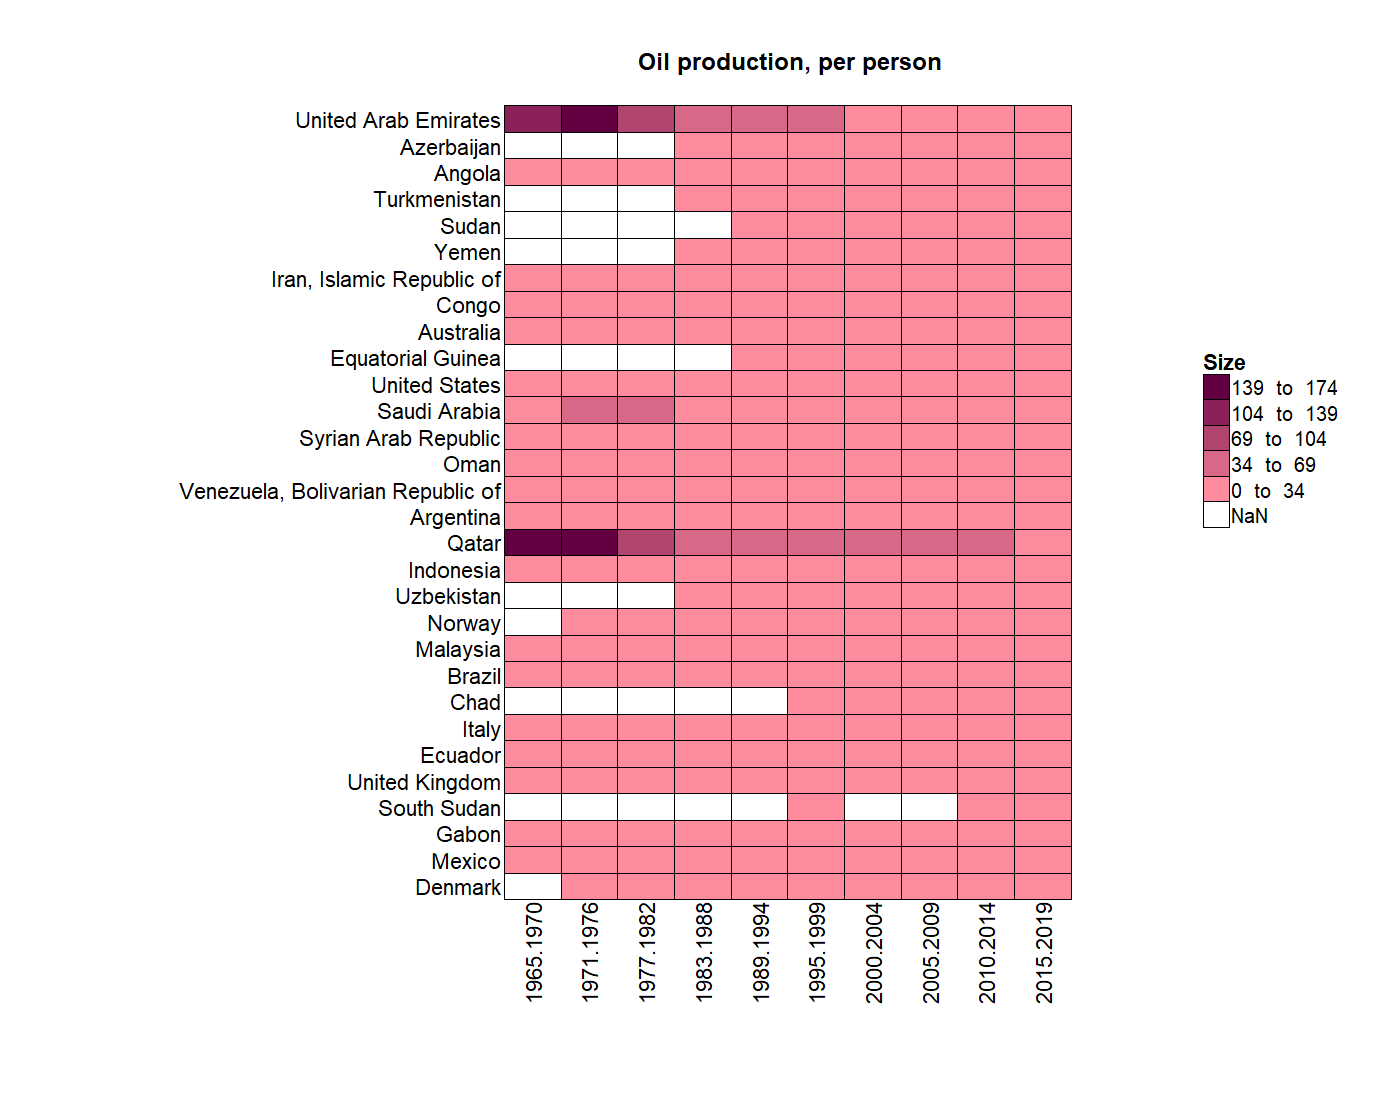 Oil production, per person
United Arab Emirates
Azerbaijan
Angola
Turkmenistan
Sudan
Yemen
Iran, Islamic Republic of
Congo
Australia
Equatorial Guinea
United States
Saudi Arabia
Syrian Arab Republic
Oman
Venezuela, Bolivarian Republic of
Argentina
Qatar
Indonesia
Uzbekistan
Norway
Malaysia
Brazil
Chad
Italy
Ecuador
United Kingdom
South Sudan
Gabon
Mexico
Denmark
1965.1970
1971.1976
1977.1982
1983.1988
1989.1994
1995.1999
2000.2004
2005.2009
2010.2014
2015.2019
Size
139 to 174
104 to 139
69 to 104
34 to 69
0 to 34
NaN